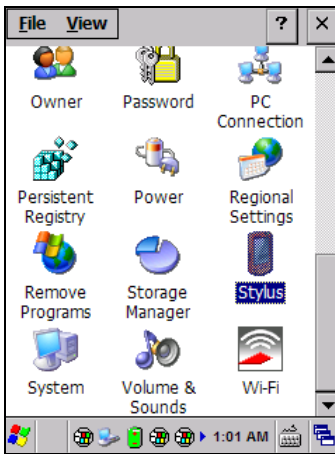 File View ? ×
Owner Password PC
Connection
Persistent Power Regional
Registry Settings
Remove Storage Stylus
Programs Manager
System Volume & Wi-Fi
Sounds
1:01 AM